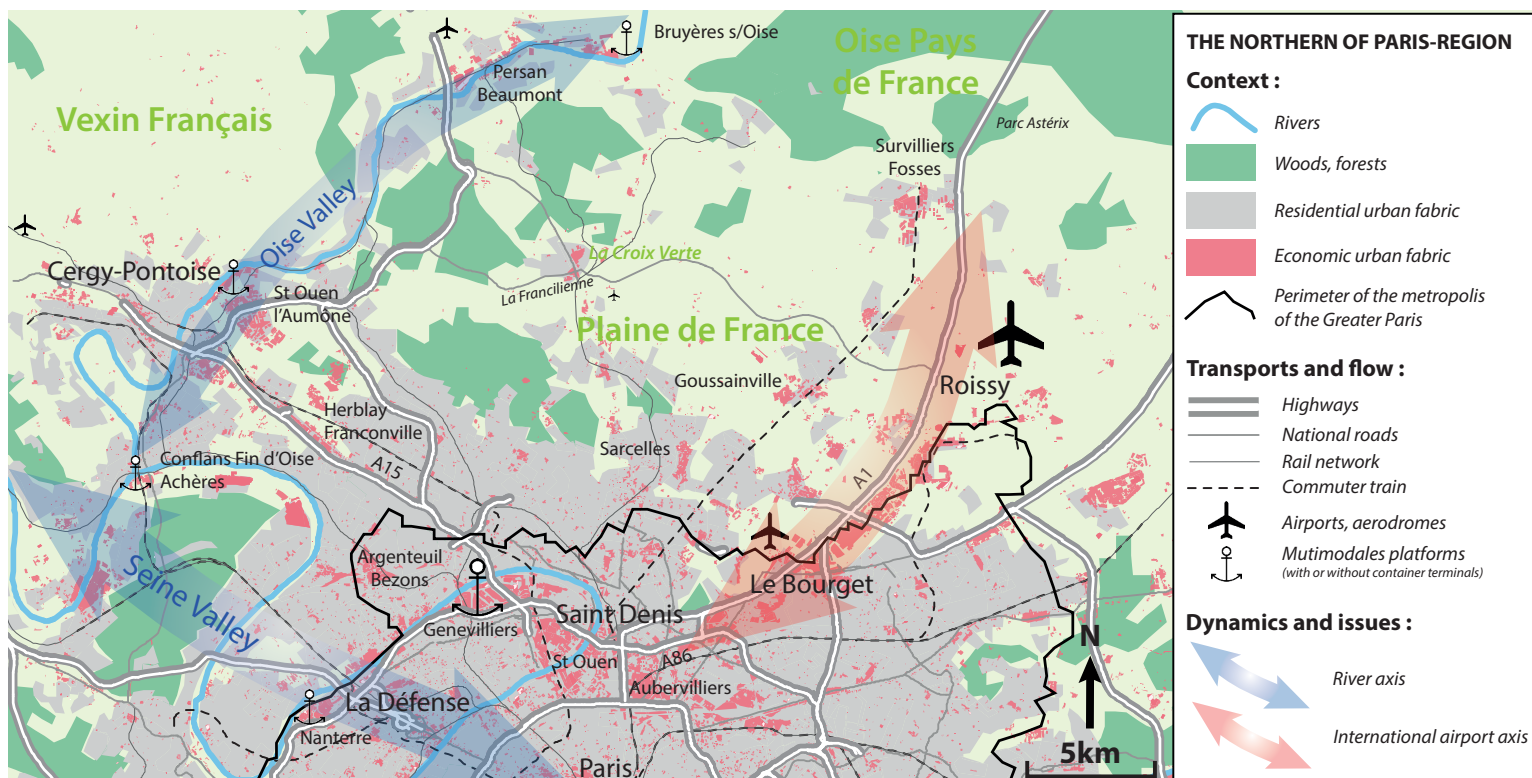 Bruyères s/Oise
Oise Pays
de France
Persan
Beaumont
Vexin Français
Parc Astérix
Survilliers
Fosses
Oise Valley
Cergy-Pontoise
La Croix Verte
La Francilienne
St Ouen
l'Aumône
Plaine de France
Goussainville
Roissy
Herblay
Franconville
Sarcelles
A15
Conflans Fin d'Oise
Achères
A1
Argenteuil
Bezons
Seine Valley
Le Bourget
Saint Denis
Genevilliers
St Ouen
A86
Aubervilliers
La Défense
Nanterre
Paris
N
5km
THE NORTHERN OF PARIS-REGION
Context :
Rivers
Woods, forests
Residential urban fabric
Economic urban fabric
Perimeter of the metropolis
of the Greater Paris
Transports and flow :
Highways
National roads
Rail network
Commuter train
Airports, aerodromes
Mutimodales platforms
(with or without container terminals)
Dynamics and issues :
River axis
International airport axis